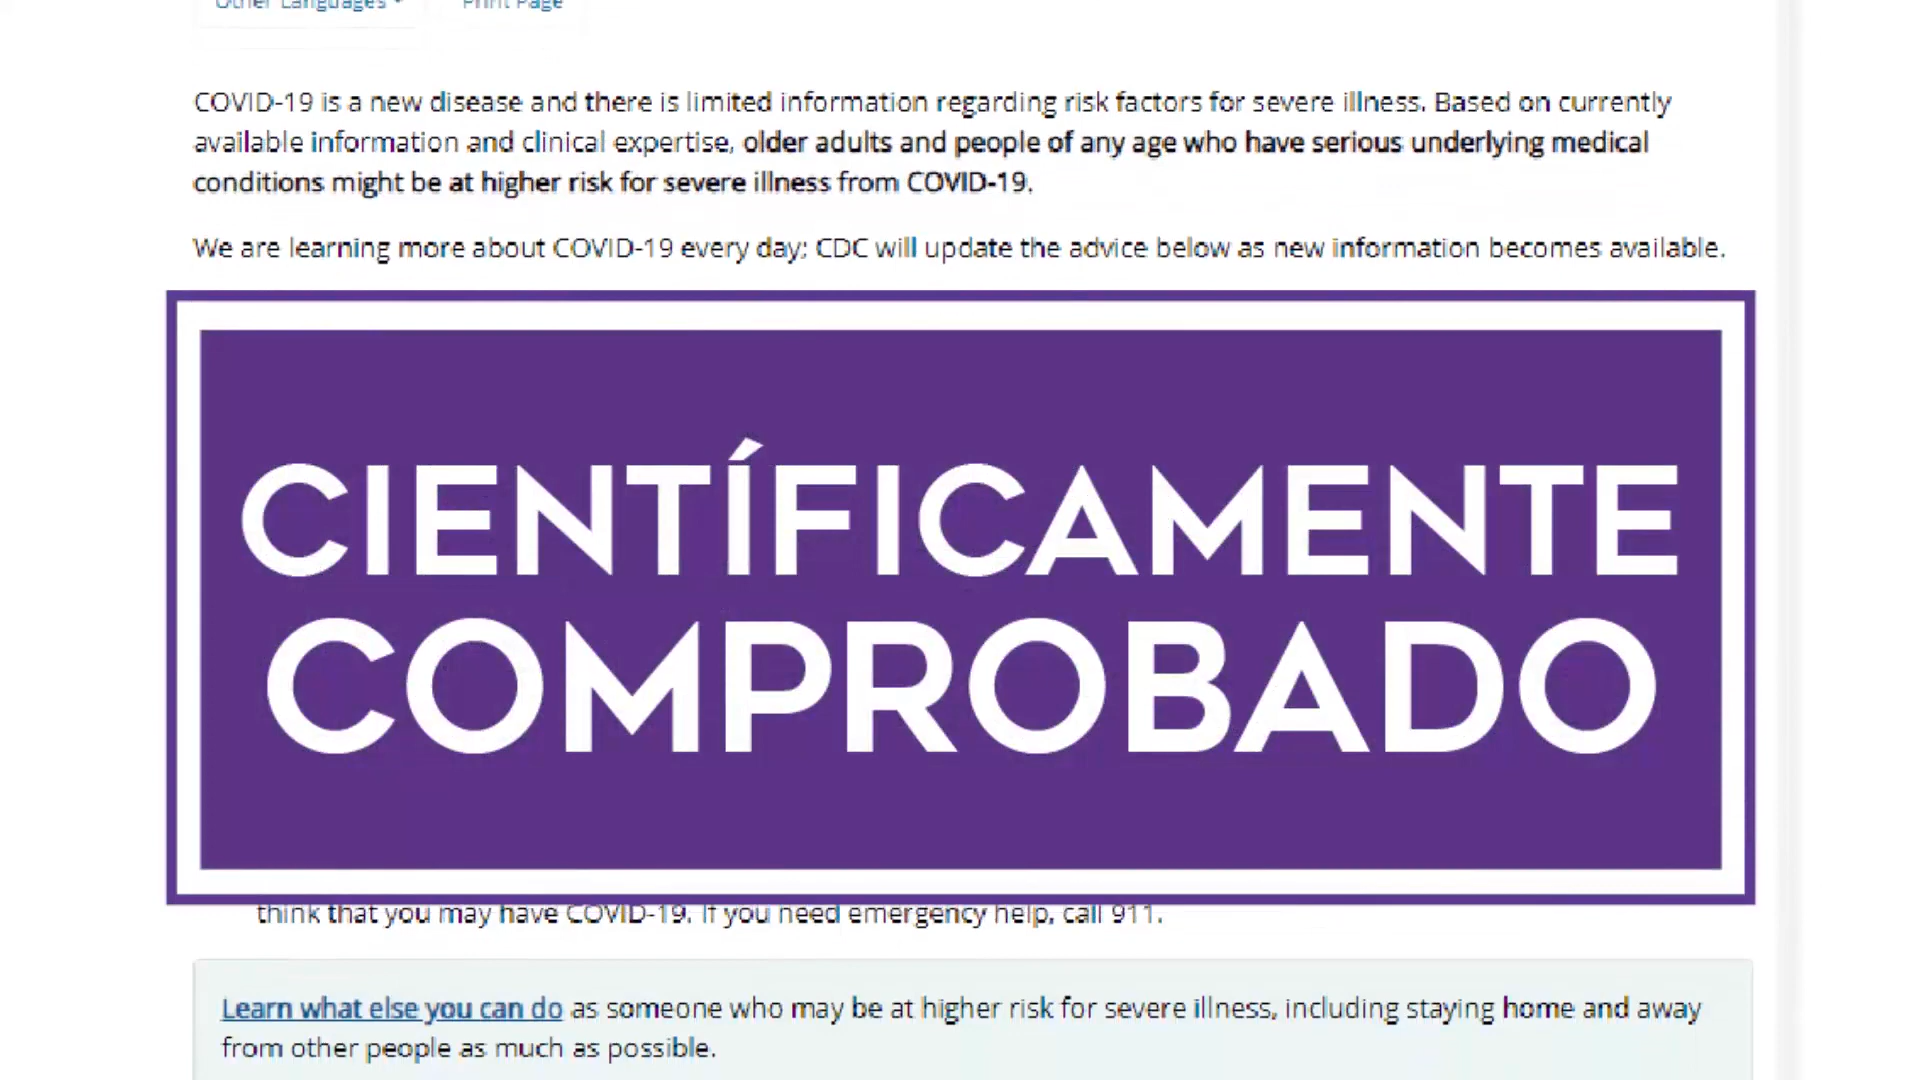 Other Languages
Print Page
COVID-19 is a new disease and there is limited information regarding risk factors for severe illness. Based on currently
available information and clinical expertise, older adults and people of any age who have serious underlying medical
conditions might be at higher risk for severe illness from COVID-19.
We are learning more about COVID-19 every day; CDC will update the advice below as new information becomes available.
CIENTÍFICAMENTE
COMPROBADO
think that you may have COVID-19. If you need emergency help, call 911.
Learn what else you can do as someone who may be at higher risk for severe illness, including staying home and away
from other people as much as possible.